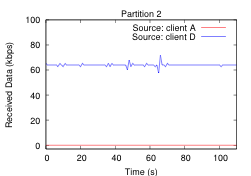 Partition 2
Source: client A
Source: client D
Received Data (kbps)
100
80
60
40
20
0
0 20 40 60 80 100
Time (s)